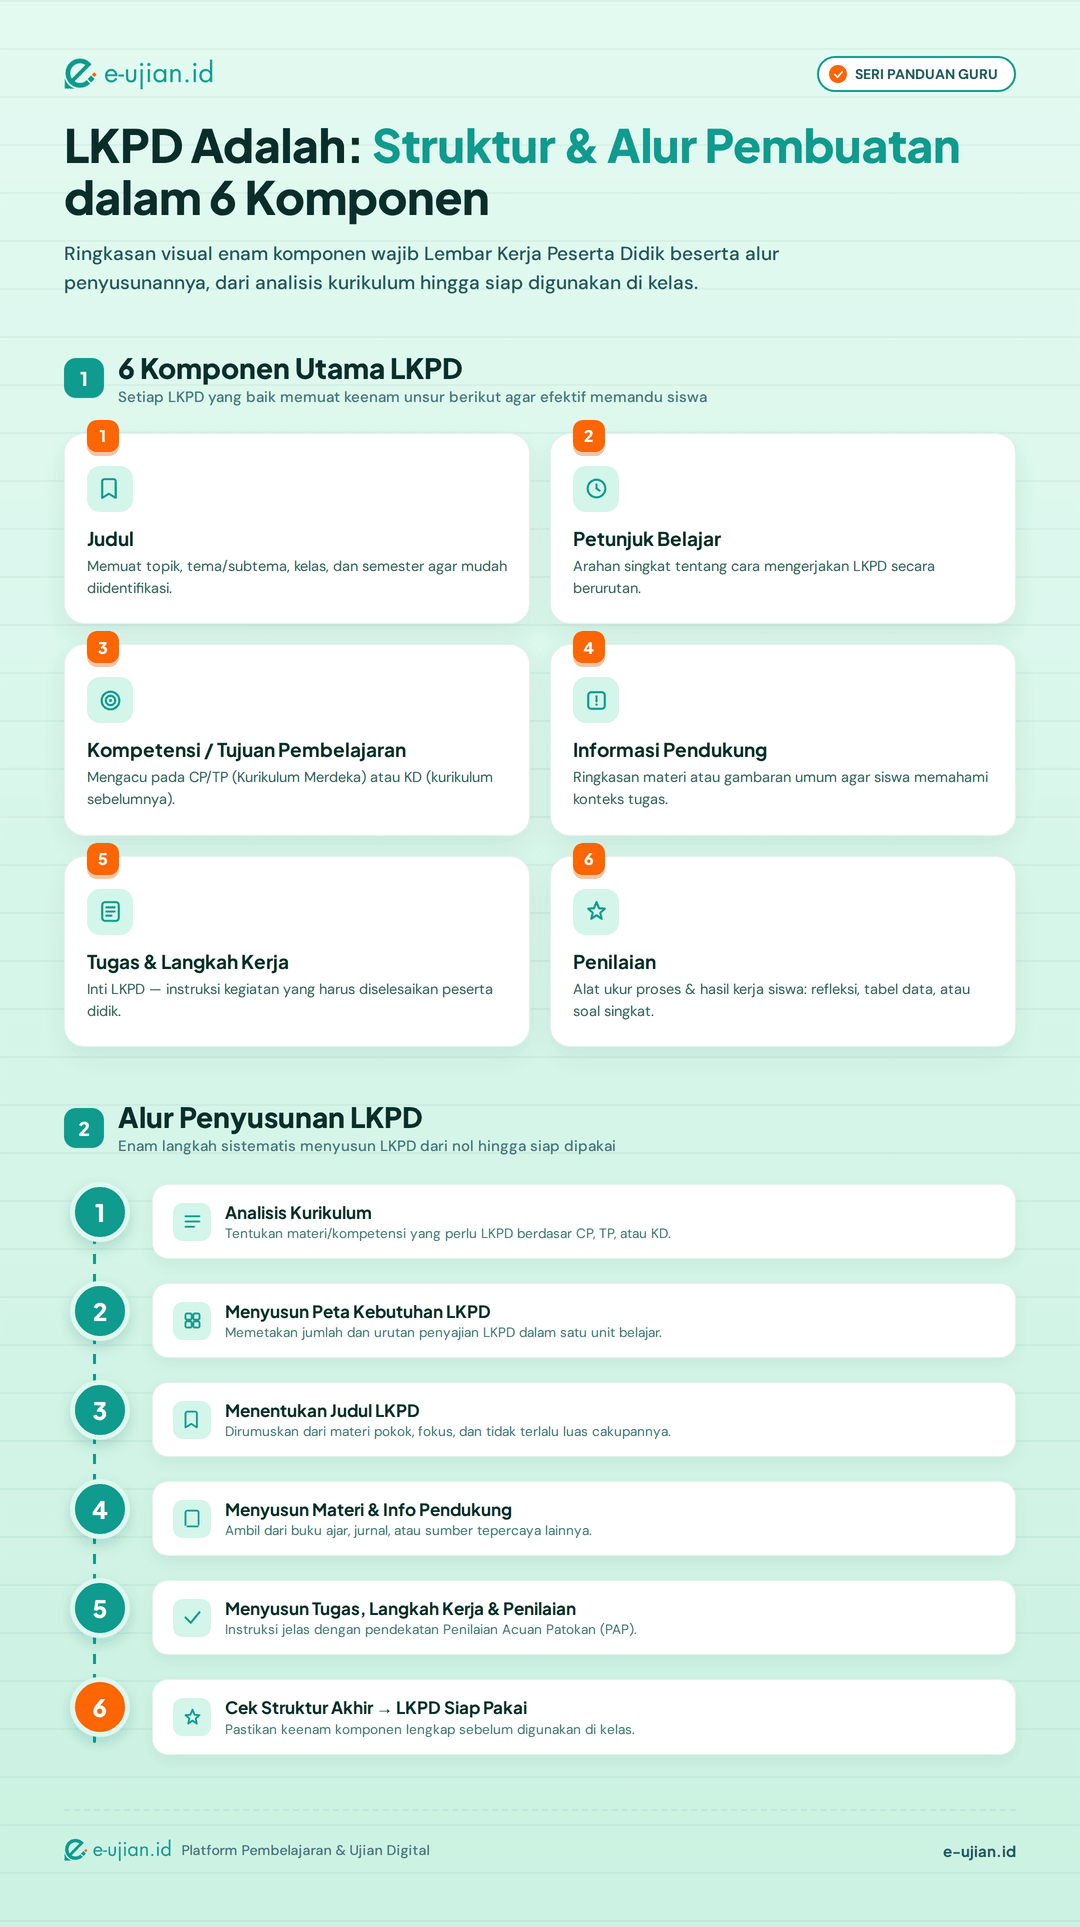 e-ujian.id
SERI PANDUAN GURU
LKPD Adalah: Struktur & Alur Pembuatan
dalam 6 Komponen
Ringkasan visual enam komponen wajib Lembar Kerja Peserta Didik beserta alur
penyusunannya, dari analisis kurikulum hingga siap digunakan di kelas.
1
6 Komponen Utama LKPD
Setiap LKPD yang baik memuat keenam unsur berikut agar efektif memandu siswa
1
Judul
Memuat topik, tema/subtema, kelas, dan semester agar mudah
diidentifikasi.
2
Petunjuk Belajar
Arahan singkat tentang cara mengerjakan LKPD secara
berurutan.
3
Kompetensi / Tujuan Pembelajaran
Mengacu pada CP/TP (Kurikulum Merdeka) atau KD (kurikulum
sebelumnya).
4
Informasi Pendukung
Ringkasan materi atau gambaran umum agar siswa memahami
konteks tugas.
5
Tugas & Langkah Kerja
Inti LKPD — instruksi kegiatan yang harus diselesaikan peserta
didik.
6
Penilaian
Alat ukur proses & hasil kerja siswa: refleksi, tabel data, atau
soal singkat.
2
Alur Penyusunan LKPD
Enam langkah sistematis menyusun LKPD dari nol hingga siap dipakai
1
Analisis Kurikulum
Tentukan materi/kompetensi yang perlu LKPD berdasar CP, TP, atau KD.
2
Menyusun Peta Kebutuhan LKPD
Memetakan jumlah dan urutan penyajian LKPD dalam satu unit belajar.
3
Menentukan Judul LKPD
Dirumuskan dari materi pokok, fokus, dan tidak terlalu luas cakupannya.
4
Menyusun Materi & Info Pendukung
Ambil dari buku ajar, jurnal, atau sumber tepercaya lainnya.
5
Menyusun Tugas, Langkah Kerja & Penilaian
Instruksi jelas dengan pendekatan Penilaian Acuan Patokan (PAP).
6
Cek Struktur Akhir → LKPD Siap Pakai
Pastikan keenam komponen lengkap sebelum digunakan di kelas.
e-ujian.id Platform Pembelajaran & Ujian Digital
e-ujian.id